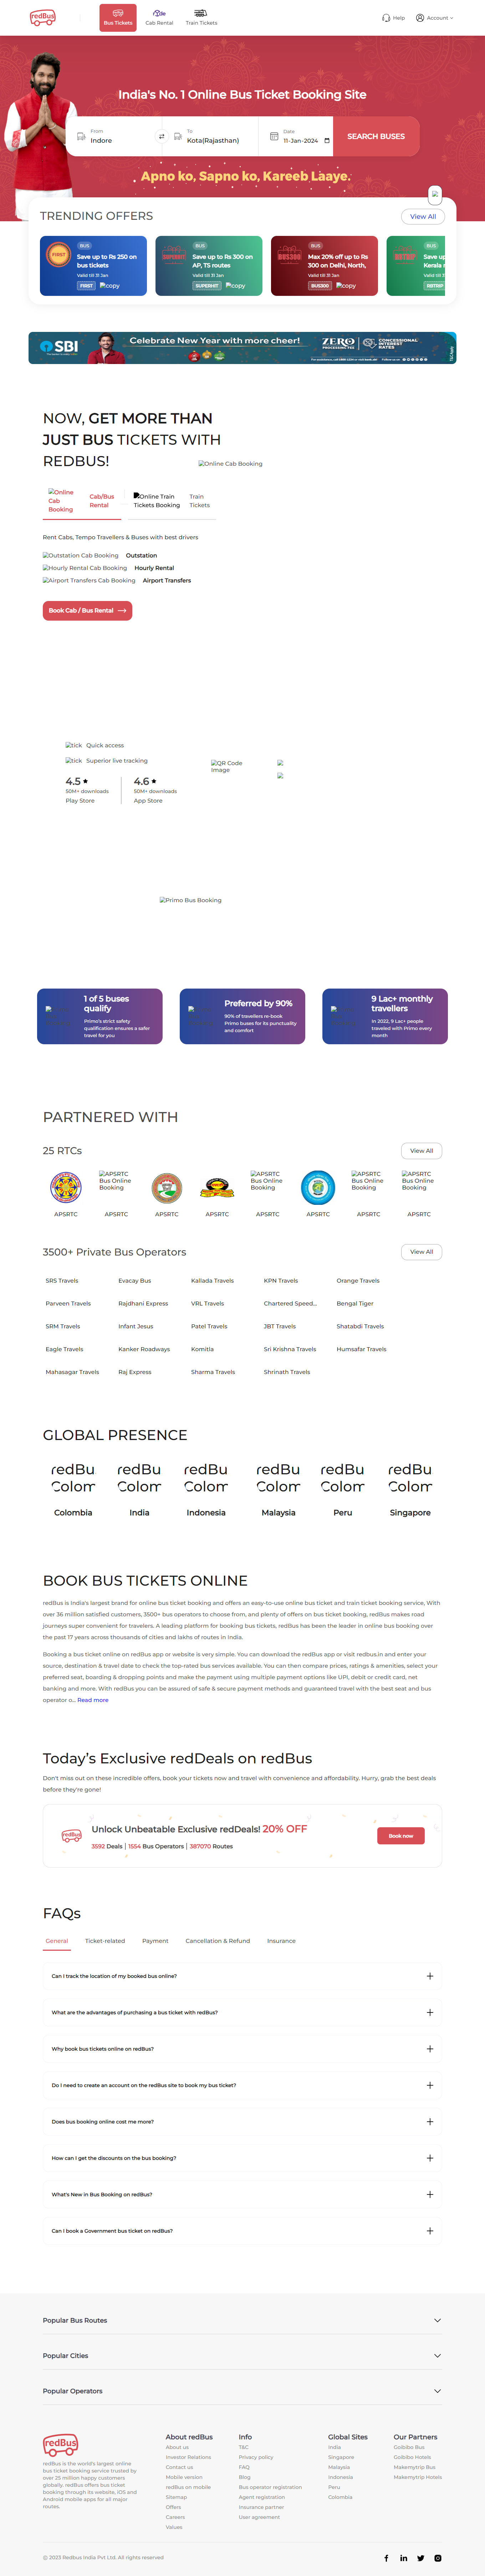 redBus
Bus Tickets
Cab Rental
Train Tickets
Help
Account
India's No. 1 Online Bus Ticket Booking Site
From
Indore
To
Kota(Rajasthan)
Date
11-Jan-2024
SEARCH BUSES
Apno ko, Sapno ko, Kareeb Laaye.
TRENDING OFFERS
View All
FIRST
BUS
Save up to Rs 250 on
bus tickets
Valid till 31 Jan
FIRST
copy
SUPERHIT
BUS
Save up to Rs 300 on
AP, TS routes
Valid till 31 Jan
SUPERHIT
copy
BUS300
BUS
Max 20% off up to Rs
300 on Delhi, North,
Valid till 31 Jan
BUS300
copy
RBTRIP
BUS
Save up
Kerala r
Valid till 31
RBTRIP
SBI
Celebrate New Year with more cheer!
ZERO
PROCESSING FEE
CONCESSIONAL
INTEREST
RATES
NOW, GET MORE THAN
JUST BUS TICKETS WITH
REDBUS!
Online Cab Booking
Online
Cab
Booking
Cab/Bus
Rental
Online Train
Tickets Booking
Train
Tickets
Rent Cabs, Tempo Travellers & Buses with best drivers
Outstation Cab Booking Outstation
Hourly Rental Cab Booking Hourly Rental
Airport Transfers Cab Booking Airport Transfers
Book Cab / Bus Rental
tick Quick access
tick Superior live tracking
QR Code
Image
4.5
50M+ downloads
Play Store
4.6
50M+ downloads
App Store
Primo Bus Booking
1 of 5 buses
qualify
Primo's strict safety
qualification ensures a safer
travel for you
Preferred by 90%
90% of travellers re-book
Primo buses for its punctuality
and comfort
9 Lac+ monthly
travellers
In 2022, 9 Lac+ people
traveled with Primo every
month
PARTNERED WITH
25 RTCs
View All
APSRTC
Bus Online
Booking
APSRTC
Bus Online
Booking
APSRTC
Bus Online
Booking
APSRTC
Bus Online
Booking
APSRTC APSRTC APSRTC APSRTC APSRTC APSRTC APSRTC APSRTC
3500+ Private Bus Operators
View All
SRS Travels Evacay Bus Kallada Travels KPN Travels Orange Travels
Parveen Travels Rajdhani Express VRL Travels Chartered Speed... Bengal Tiger
SRM Travels Infant Jesus Patel Travels JBT Travels Shatabdi Travels
Eagle Travels Kanker Roadways Komitla Sri Krishna Travels Humsafar Travels
Mahasagar Travels Raj Express Sharma Travels Shrinath Travels
GLOBAL PRESENCE
redBu redBu redBu redBu redBu redBu
Colom Colom Colom Colom Colom Colom
Colombia India Indonesia Malaysia Peru Singapore
BOOK BUS TICKETS ONLINE
redBus is India's largest brand for online bus ticket booking and offers an easy-to-use online bus ticket and train ticket booking service, With
over 36 million satisfied customers, 3500+ bus operators to choose from, and plenty of offers on bus ticket booking, redBus makes road
journeys super convenient for travelers. A leading platform for booking bus tickets, redBus has been the leader in online bus booking over
the past 17 years across thousands of cities and lakhs of routes in India.
Booking a bus ticket online on redBus app or website is very simple. You can download the redBus app or visit redbus.in and enter your
source, destination & travel date to check the top-rated bus services available. You can then compare prices, ratings & amenities, select your
preferred seat, boarding & dropping points and make the payment using multiple payment options like UPI, debit or credit card, net
banking and more. With redBus you can be assured of safe & secure payment methods and guaranteed travel with the best seat and bus
operator o... Read more
Today's Exclusive redDeals on redBus
Don't miss out on these incredible offers, book your tickets now and travel with convenience and affordability. Hurry, grab the best deals
before they're gone!
redBus
Unlock Unbeatable Exclusive redDeals! 20% OFF
3592 Deals | 1554 Bus Operators | 387070 Routes
Book now
FAQs
General Ticket-related Payment Cancellation & Refund Insurance
Can I track the location of my booked bus online?
What are the advantages of purchasing a bus ticket with redBus?
Why book bus tickets online on redBus?
Do I need to create an account on the redBus site to book my bus ticket?
Does bus booking online cost me more?
How can I get the discounts on the bus booking?
What's New in Bus Booking on redBus?
Can I book a Government bus ticket on redBus?
Popular Bus Routes
Popular Cities
Popular Operators
redBus
redBus is the world's largest online
bus ticket booking service trusted by
over 25 million happy customers
globally. redBus offers bus ticket
booking through its website, iOS and
Android mobile apps for all major
routes.
About redBus
About us
Investor Relations
Contact us
Mobile version
redBus on mobile
Sitemap
Offers
Careers
Values
Info
T&C
Privacy policy
FAQ
Blog
Bus operator registration
Agent registration
Insurance partner
User agreement
Global Sites
India
Singapore
Malaysia
Indonesia
Peru
Colombia
Our Partners
Goibibo Bus
Goibibo Hotels
Makemytrip Bus
Makemytrip Hotels
© 2023 Redbus India Pvt Ltd. All rights reserved